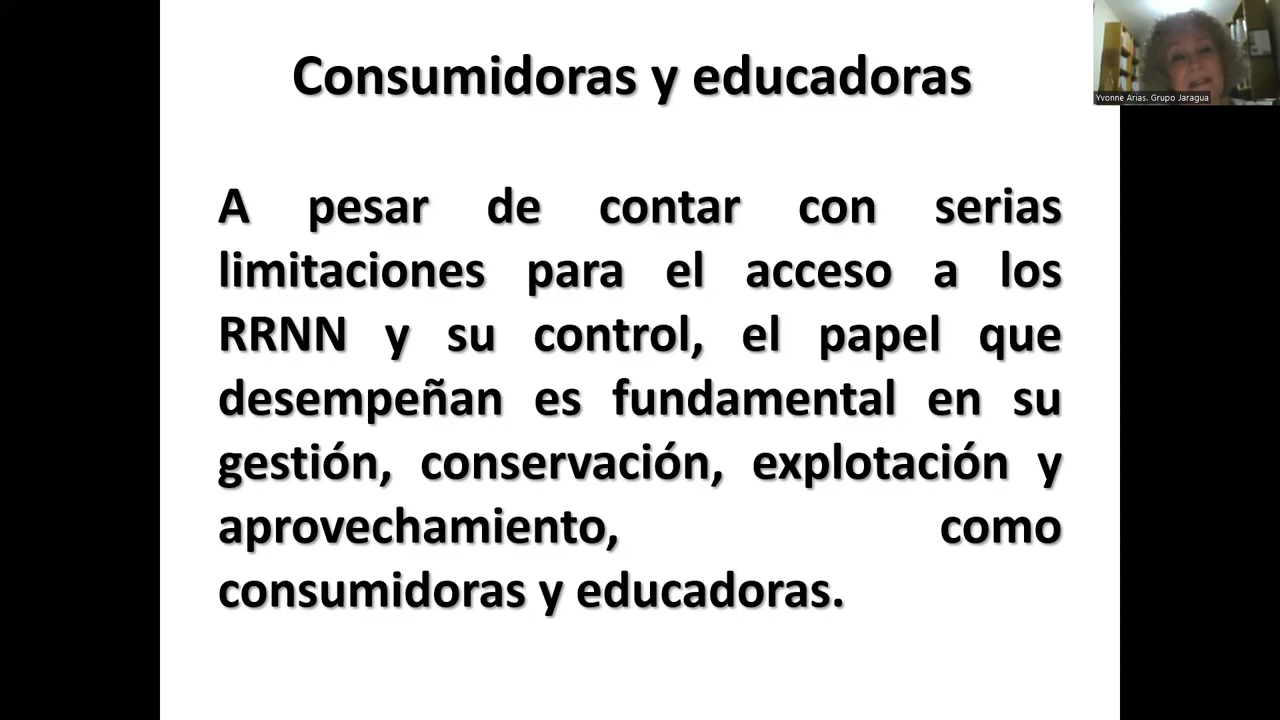 Consumidoras y educadoras
Yvonne Arias. Grupo Jaragua
A pesar de contar con serias
limitaciones para el acceso a los
RRNN y su control, el papel que
desempeñan es fundamental en su
gestión, conservación, explotación y
aprovechamiento, como
consumidoras y educadoras.